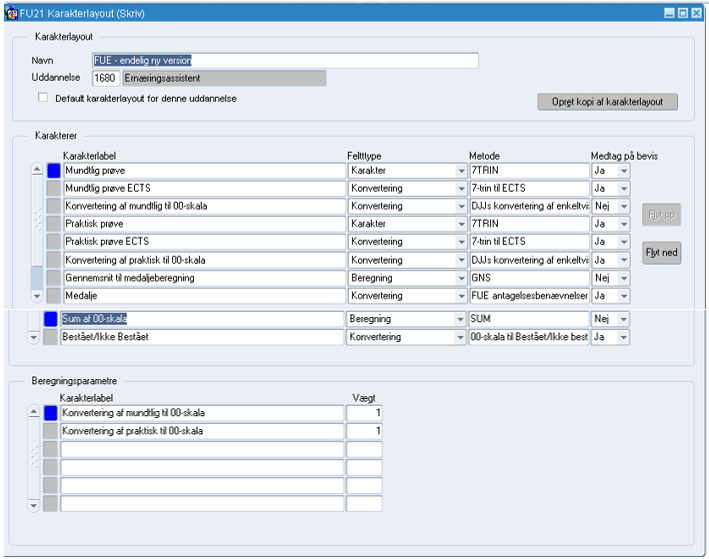 FU21 Karakterlayout (Skriv)
Karakterlayout
Navn FUE - endelig ny version
Uddannelse 1680 Ernæringsassistent
Default karakterlayout for denne uddannelse
Opret kopi af karakterlayout
Karakterer
Karakterlabel Feltttype Metode Medtag på bevis
Mundtlig prøve Karakter 7TRIN Ja
Mundtlig prøve ECTS Konvertering 7-trin til ECTS Ja
Konvertering af mundtlig til 00-skala Konvertering DJJs konvertering af enkeltvi: Nej
Flyt op
Praktisk prøve Karakter 7TRIN Ja
Praktisk prøve ECTS Konvertering 7-trin til ECTS Ja
Flyt ned
Konvertering af praktisk til 00-skala Konvertering DJJs konvertering af enkeltvi: Ja
Gennemsnit til medaljeberegning Beregning GNS Nej
Medalje Konvertering FUE antagelsesbenævnelser Ja
Sum af 00-skala Beregning SUM Nej
Bestået/Ikke Bestået Konvertering 00-skala til Bestået/Ikke best Ja
Beregningsparametre
Karakterlabel Vægt
Konvertering af mundtlig til 00-skala 1
Konvertering af praktisk til 00-skala 1